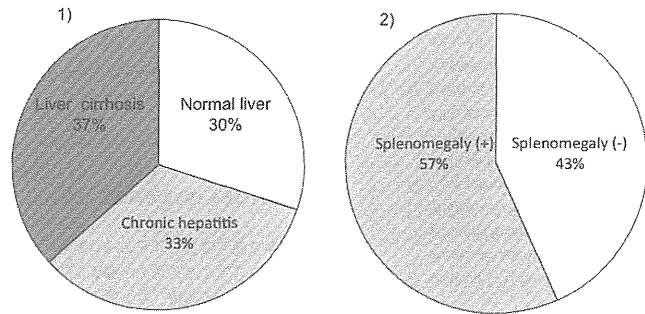 1)
Liver cirrhosis
37%
Normal liver
30%
Chronic hepatitis
33%
2)
Splenomegaly (+)
57%
Splenomegaly (-)
43%